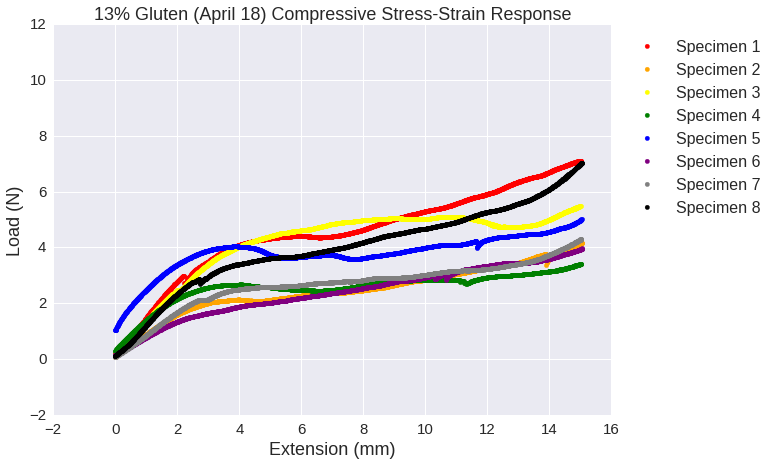 13% Gluten (April 18) Compressive Stress-Strain Response
12
10
8
6
4
2
0
−2
Load (N)
−2 0 2 4 6 8 10 12 14 16
Extension (mm)
Specimen 1
Specimen 2
Specimen 3
Specimen 4
Specimen 5
Specimen 6
Specimen 7
Specimen 8